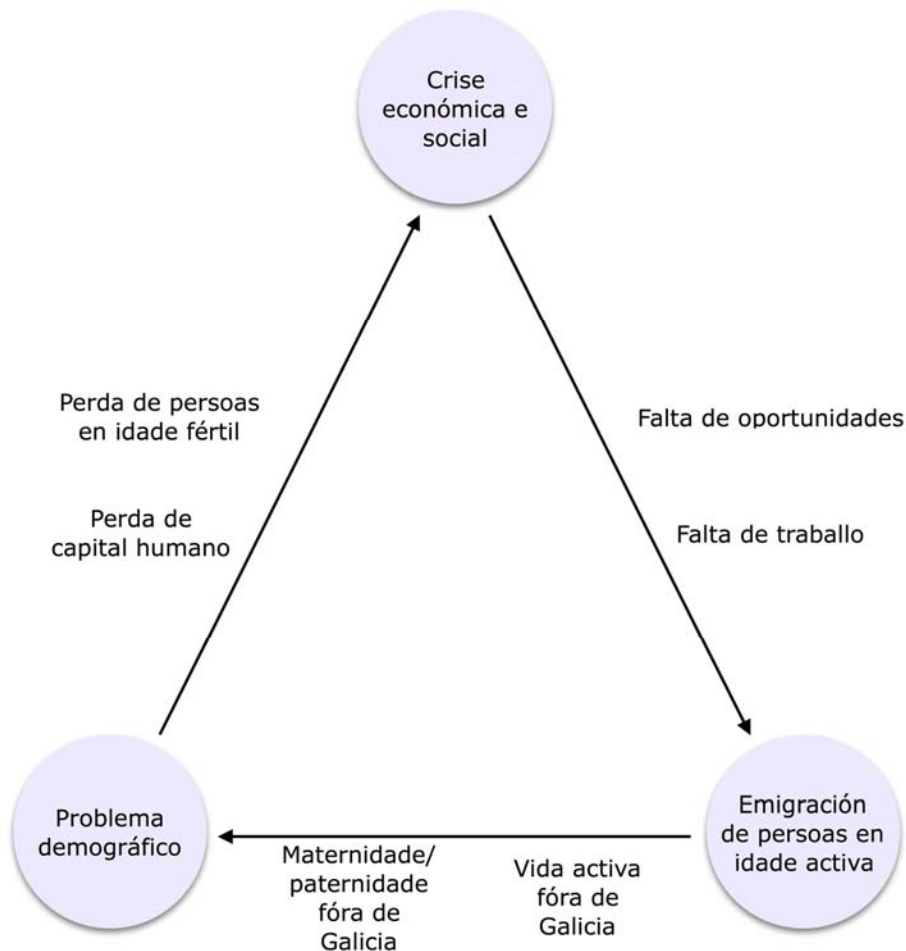 Crise
económica e
social
Perda de persoas
en idade fértil
Falta de oportunidades
Perda de
capital humano
Falta de traballo
Problema
demográfico
Emigración
de persoas en
idade activa
Maternidade/
paternidade
fóra de
Galicia
Vida activa
fóra de
Galicia